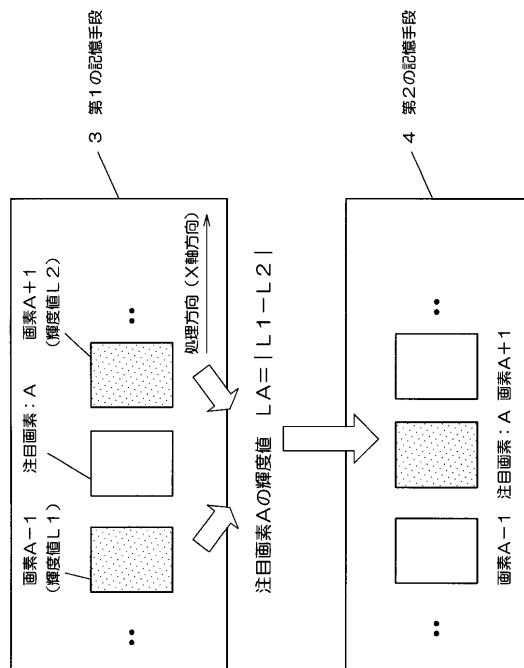 画素A−1
(輝度値L1)
注目画素：A
画素A+1
(輝度値L2)
処理方向(X軸方向)
3 第1の記憶手段
注目画素Aの輝度値 LA=|L1−L2|
画素A−1
注目画素：A
画素A+1
4 第2の記憶手段